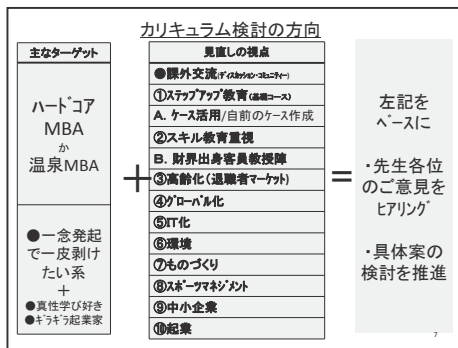 カリキュラム検討の方向
主なターゲット
ハードコア
MBA
か
温泉MBA
●一念発起
で一皮剥け
たい系
+
●真性学び好き
●ギラギラ起業家
+
見直しの視点
●課外交流(ディスカッション・コミュニティー)
①ステップアップ教育(基礎コース)
A. ケース活用/自前のケース作成
②スキル教育重視
B. 財界出身客員教授陣
③高齢化(退職者マーケット)
④グローバル化
⑤IT化
⑥環境
⑦ものづくり
⑧スポーツマネジメント
⑨中小企業
⑩起業
=
左記を
ベースに
・先生各位
のご意見を
ヒアリング
・具体案の
検討を推進
7